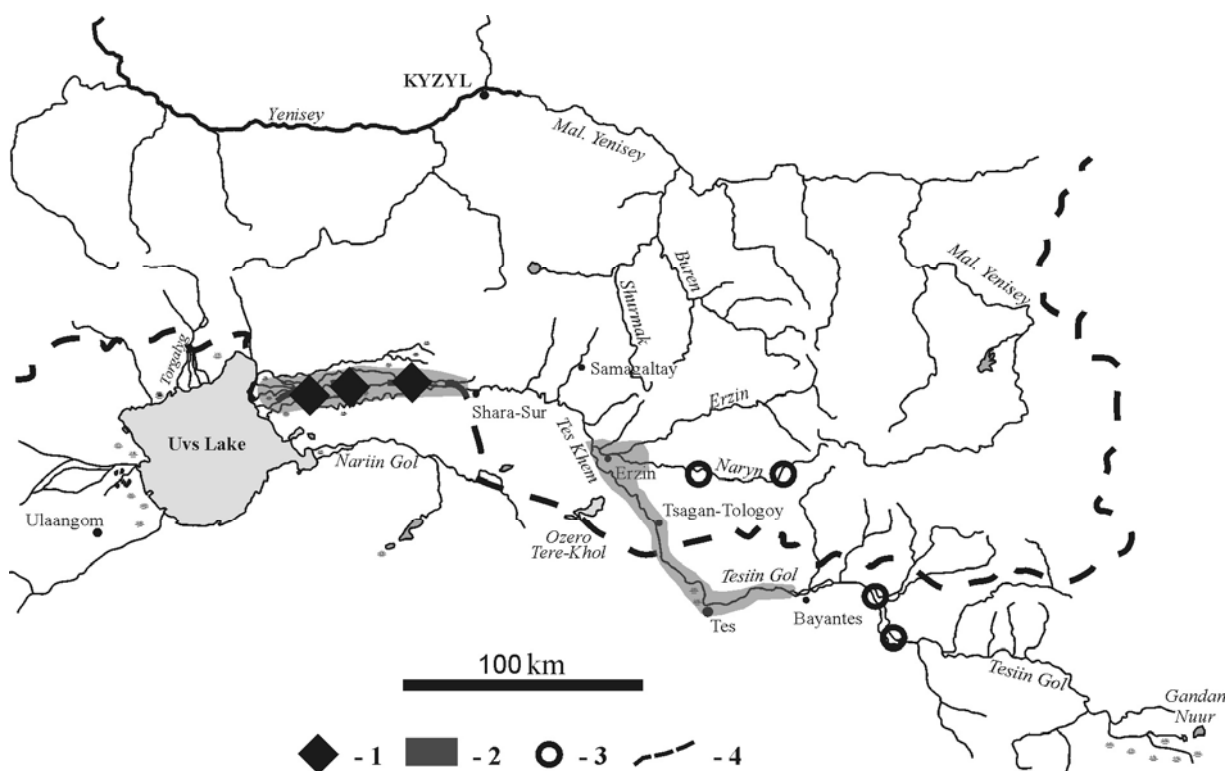 KYZYL
Yenisey
Mal. Yenisey
Buren
Mal. Yenisey
Shurmak
Torgalyg
Samagaltay
Shara-Sur
Erzin
Uvs Lake
Tes Khem
Nariin Gol
Erzin
Naryn
Ulaangom
Tsagan-Tologoy
Ozero
Tere-Khol
Tesiin Gol
Bayantes
Tes
100 km
Tesiin Gol
Gandan
Nuur
- 1
- 2
- 3
- 4